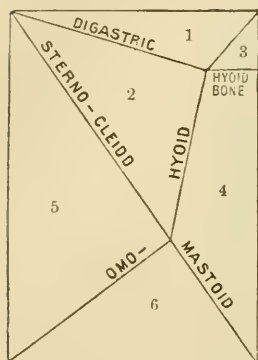 1
DIGASTRIC
3
HYOID
BONE
2
STERNO-CLEIDO
HYOID
4
5
OMO-
MASTOID
6